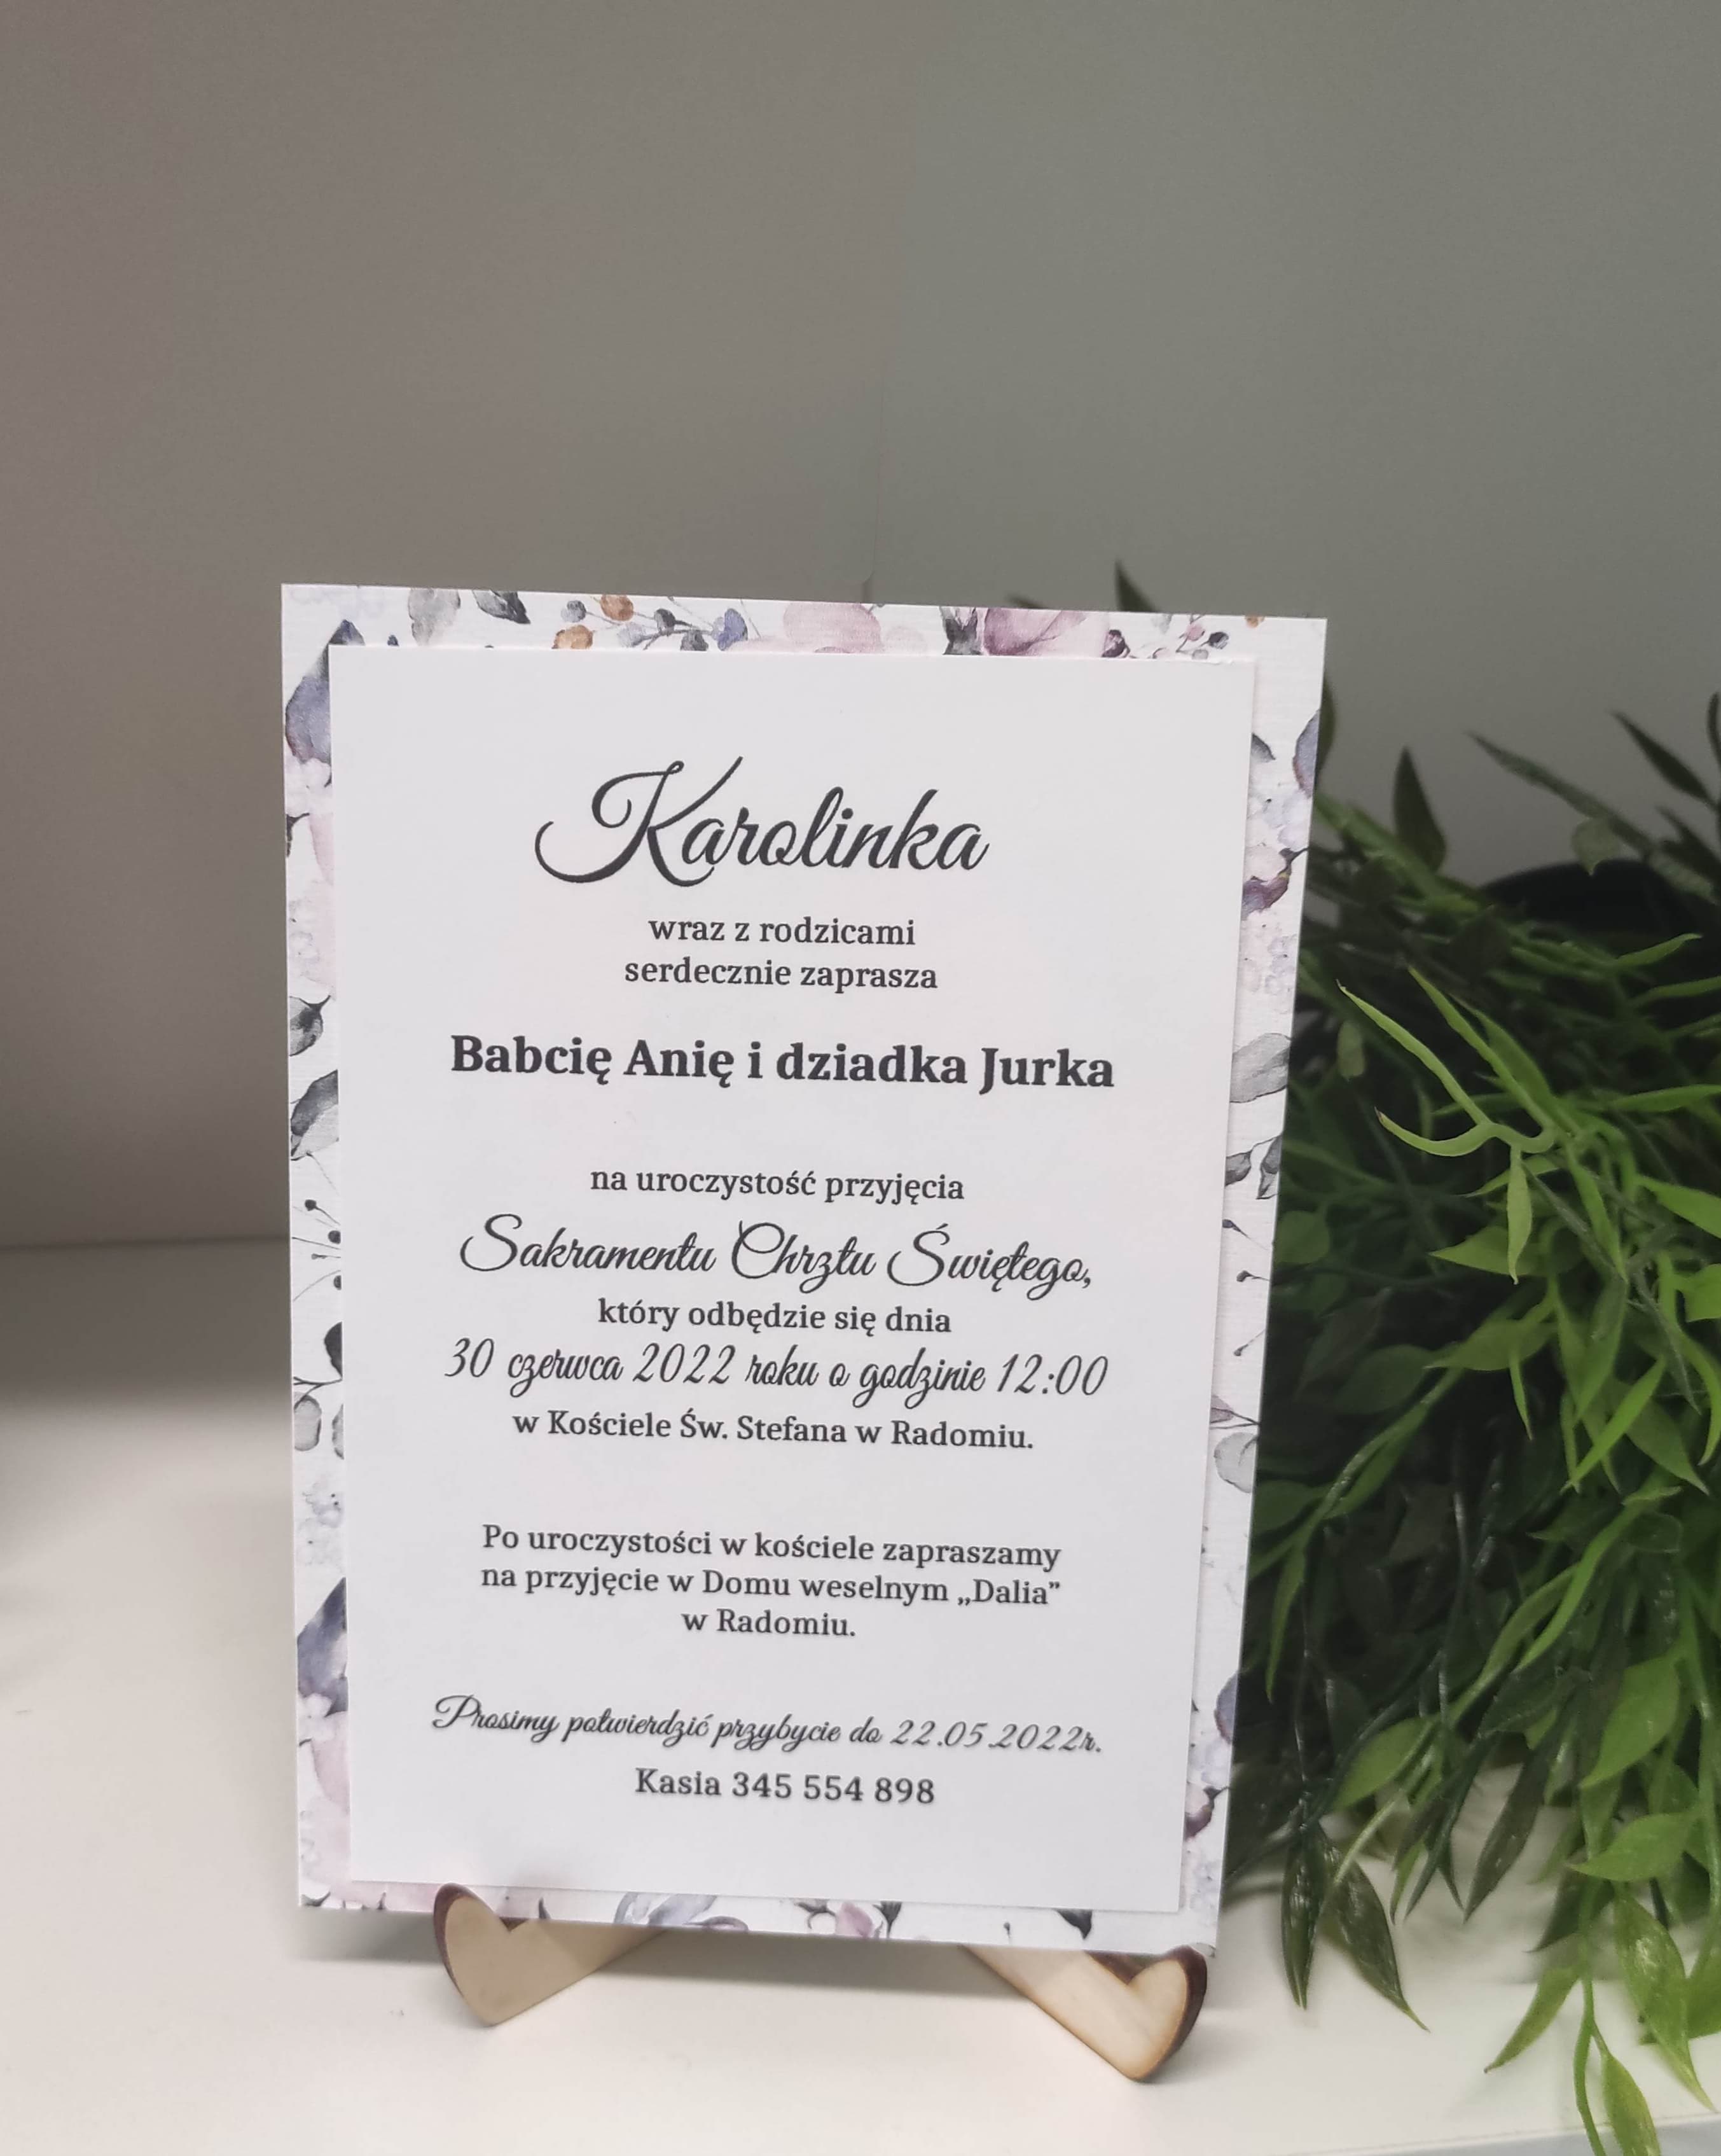 Karolinka
wraz z rodzicami
serdecznie zaprasza
Babcię Anię i dziadka Jurka
na uroczystość przyjęcia
Sakramentu Chrztu Świętego,
który odbędzie się dnia
30 czerwca 2022 roku o godzinie 12:00
w Kościele Św. Stefana w Radomiu.
Po uroczystości w kościele zapraszamy
na przyjęcie w Domu weselnym „Dalia”
w Radomiu.
Prosimy potwierdzić przybycie do 22.05.2022r.
Kasia 345 554 898